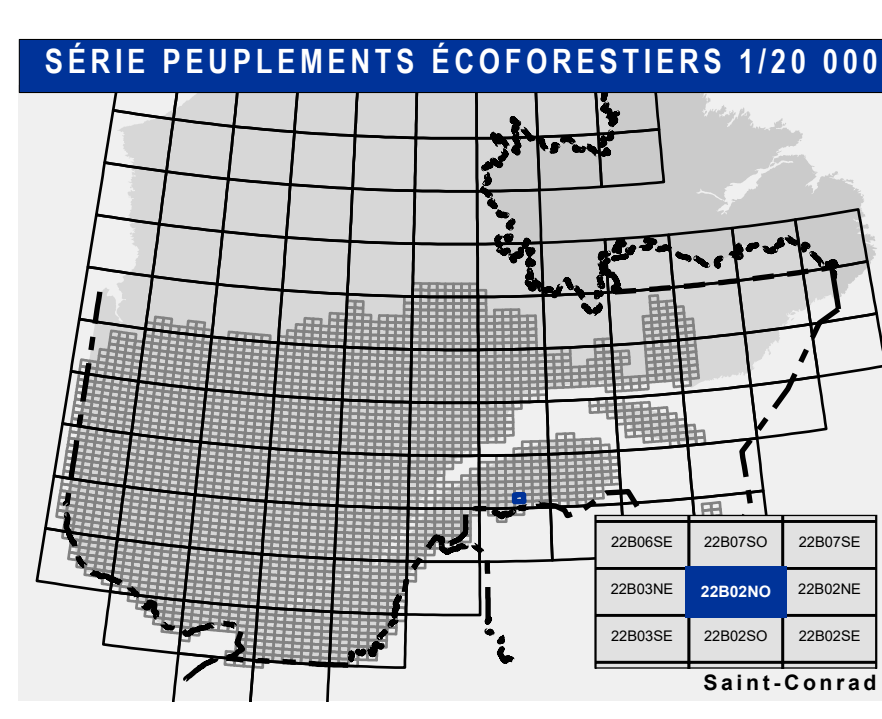 SÉRIE PEUPLEMENTS ÉCOFORESTIERS 1/20 000
22B06SE 22B07SO 22B07SE
22B03NE 22B02NO 22B02NE
22B03SE 22B02SO 22B02SE
Saint-Conrad